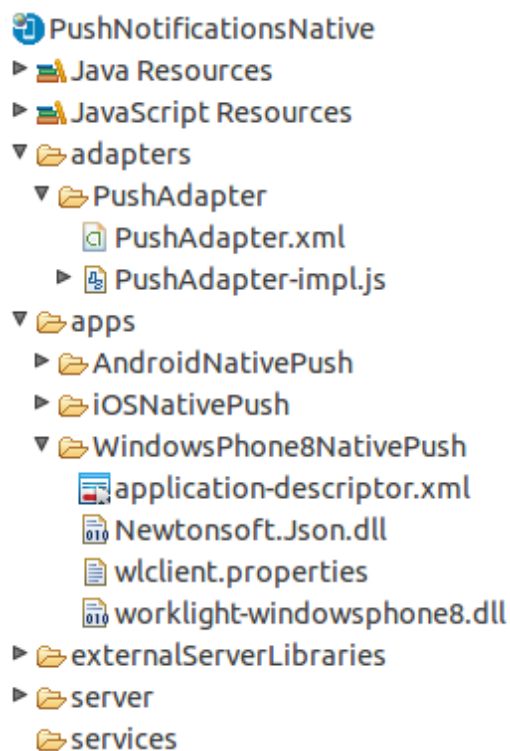 PushNotificationsNative
Java Resources
JavaScript Resources
adapters
PushAdapter
PushAdapter.xml
PushAdapter-impl.js
apps
AndroidNativePush
iOSNativePush
WindowsPhone8NativePush
application-descriptor.xml
Newtonsoft.Json.dll
wlclient.properties
worklight-windowsphone8.dll
externalServerLibraries
server
services